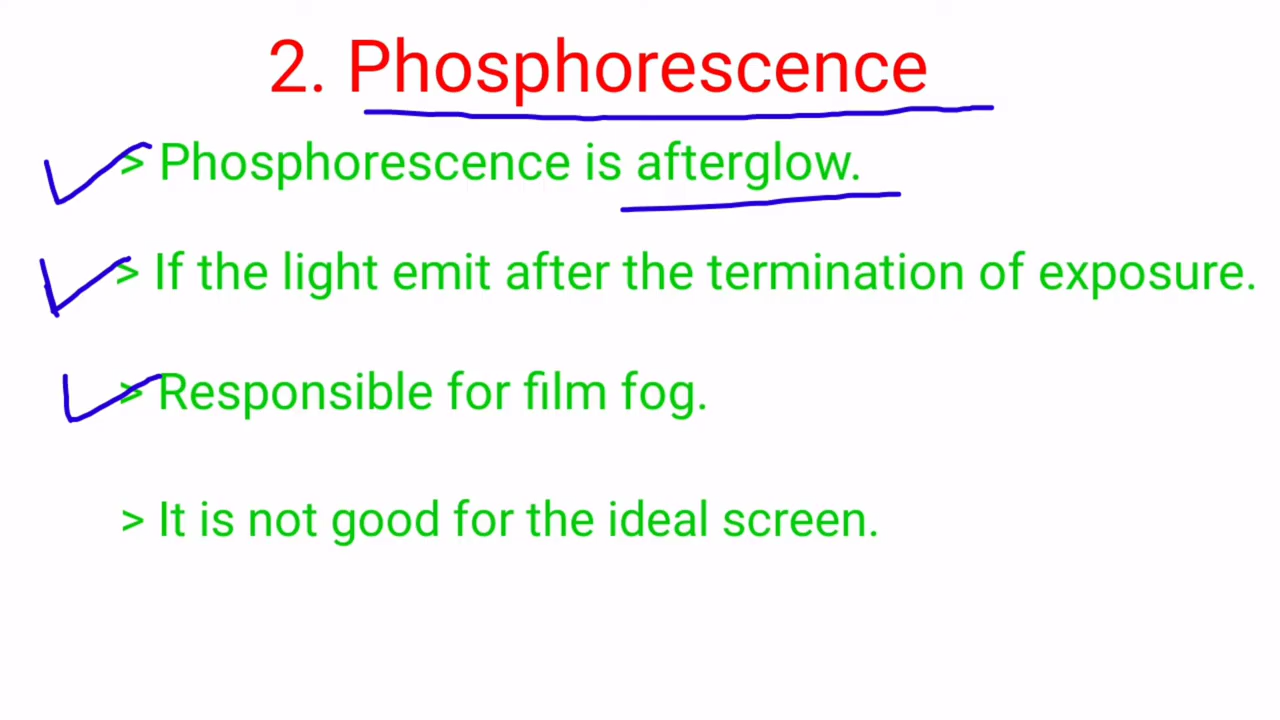 2. Phosphorescence
> Phosphorescence is afterglow.
> If the light emit after the termination of exposure.
> Responsible for film fog.
> It is not good for the ideal screen.